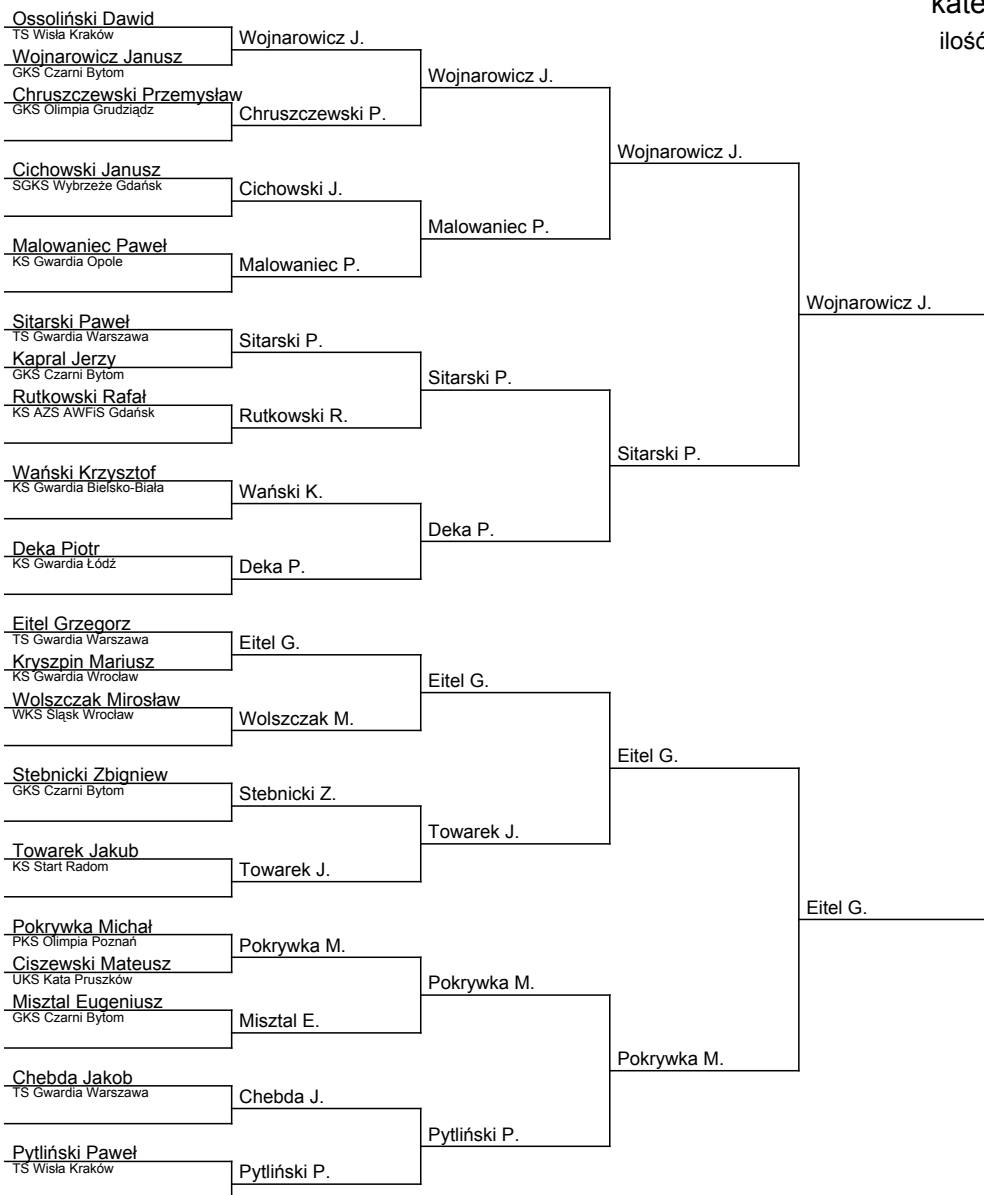 kate
ilość
Ossoliński Dawid
TS Wisła Kraków
Wojnarowicz J.
Wojnarowicz Janusz
GKS Czarni Bytom
Wojnarowicz J.
Chruszczewski Przemysław
GKS Olimpia Grudziądz
Chruszczewski P.
Wojnarowicz J.
Cichowski Janusz
SGKS Wybrzeże Gdańsk
Cichowski J.
Malowaniec P.
Malowaniec Paweł
KS Gwardia Opole
Malowaniec P.
Wojnarowicz J.
Sitarski Paweł
TS Gwardia Warszawa
Sitarski P.
Kapral Jerzy
GKS Czarni Bytom
Sitarski P.
Rutkowski Rafał
KS AZS AWFiS Gdańsk
Rutkowski R.
Sitarski P.
Wański Krzysztof
KS Gwardia Bielsko-Biała
Wański K.
Deka P.
Deka Piotr
KS Gwardia Łódź
Deka P.
Eitel Grzegorz
TS Gwardia Warszawa
Eitel G.
Kryszpin Mariusz
KS Gwardia Wrocław
Eitel G.
Wolszczak Mirosław
WKS Śląsk Wrocław
Wolszczak M.
Eitel G.
Stebnicki Zbigniew
GKS Czarni Bytom
Stebnicki Z.
Towarek J.
Towarek Jakub
KS Start Radom
Towarek J.
Eitel G.
Pokrywka Michał
PKS Olimpia Poznań
Pokrywka M.
Ciszewski Mateusz
UKS Kata Pruszków
Pokrywka M.
Misztal Eugeniusz
GKS Czarni Bytom
Misztal E.
Pokrywka M.
Chebda Jakob
TS Gwardia Warszawa
Chebda J.
Pytliński P.
Pytliński Paweł
TS Wisła Kraków
Pytliński P.